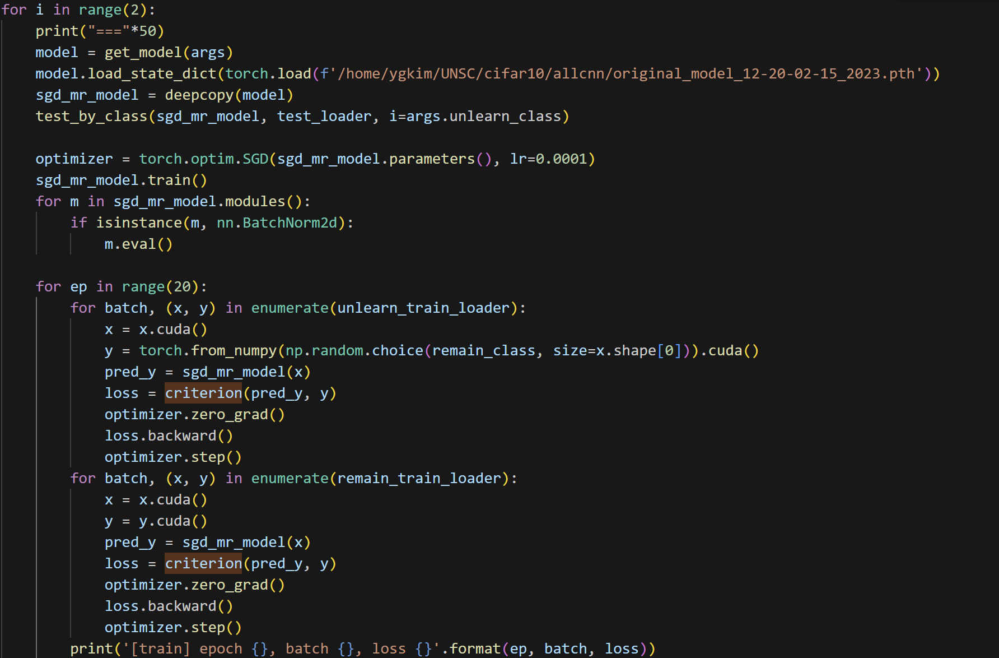 for i in range(2):
    print("==="*50)
    model = get_model(args)
    model.load_state_dict(torch.load(f'/home/ygkim/UNSC/cifar10/allcnn/original_model_12-20-02-15_2023.pth'))
    sgd_mr_model = deepcopy(model)
    test_by_class(sgd_mr_model, test_loader, i=args.unlearn_class)

    optimizer = torch.optim.SGD(sgd_mr_model.parameters(), lr=0.0001)
    sgd_mr_model.train()
    for m in sgd_mr_model.modules():
        if isinstance(m, nn.BatchNorm2d):
            m.eval()

    for ep in range(20):
        for batch, (x, y) in enumerate(unlearn_train_loader):
            x = x.cuda()
            y = torch.from_numpy(np.random.choice(remain_class, size=x.shape[0])).cuda()
            pred_y = sgd_mr_model(x)
            loss = criterion(pred_y, y)
            optimizer.zero_grad()
            loss.backward()
            optimizer.step()
        for batch, (x, y) in enumerate(remain_train_loader):
            x = x.cuda()
            y = y.cuda()
            pred_y = sgd_mr_model(x)
            loss = criterion(pred_y, y)
            optimizer.zero_grad()
            loss.backward()
            optimizer.step()
        print('[train] epoch {}, batch {}, loss {}'.format(ep, batch, loss))